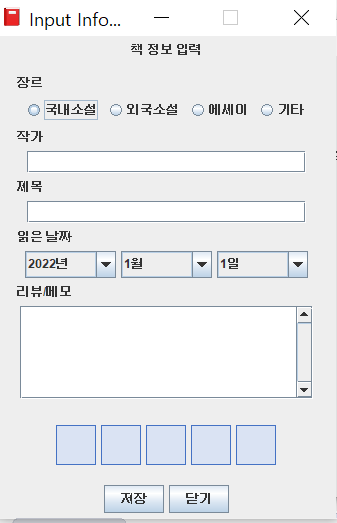 Input Info...
책 정보 입력
장르
국내소설 외국소설 에세이 기타
작가
제목
읽은 날짜
2022년 1월 1일
리뷰/메모
저장 닫기